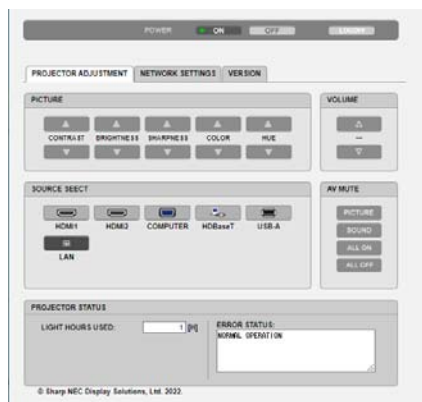 POWER ON OFF LOGOFF
PROJECTOR ADJUSTMENT NETWORK SETTINGS VERSION
PICTURE VOLUME
CONTRAST BRIGHTNESS SHARPNESS COLOR HUE --
SOURCE SEECT AV MUTE
PICTURE
HDMI1 HDMI2 COMPUTER HDBaseT USB-A
SOUND
ALL ON
LAN
ALL OFF
PROJECTOR STATUS
LIGHT HOURS USED: 1 [H] ERROR STATUS:
NORMAL OPERATION
© Sharp NEC Display Solutions, Ltd. 2022.